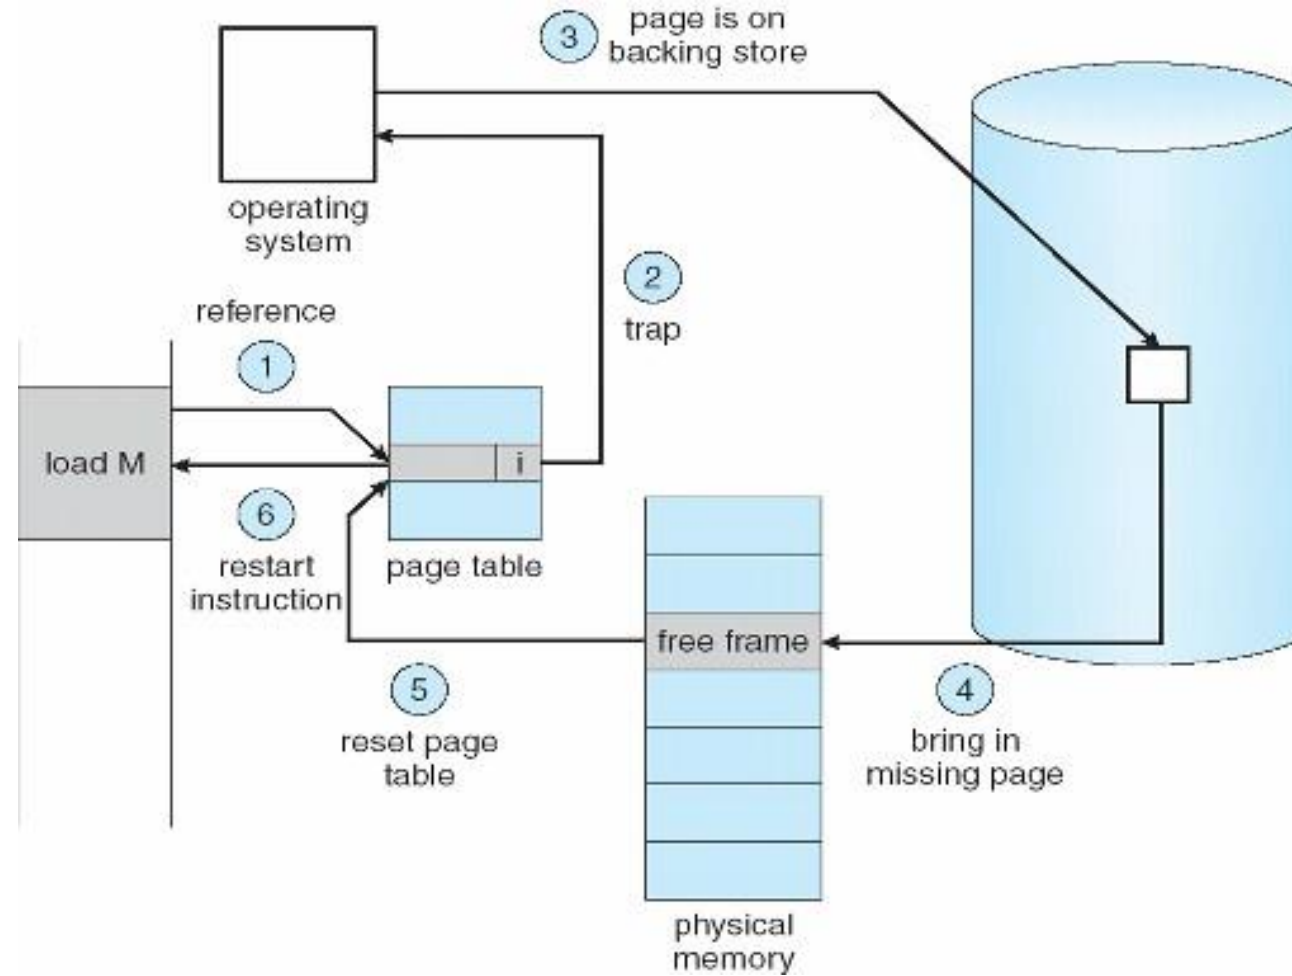 3
page is on
backing store
operating
system
2
trap
reference
1
load M
i
6
restart
instruction
page table
free frame
5
reset page
table
4
bring in
missing page
physical
memory